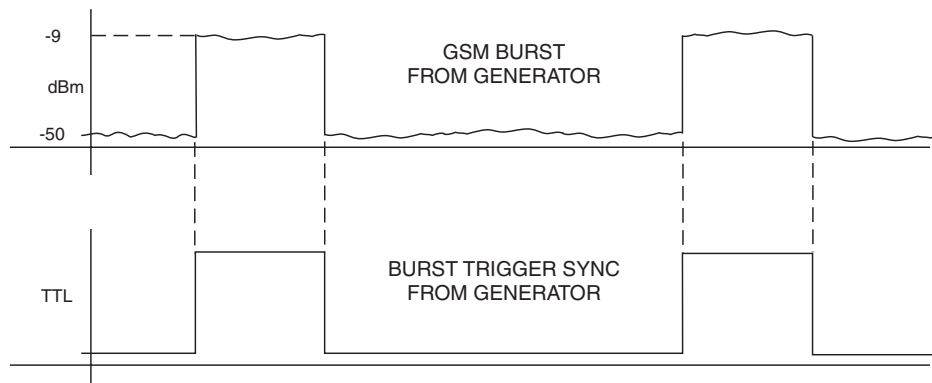 -9
GSM BURST
FROM GENERATOR
dBm
-50
BURST TRIGGER SYNC
FROM GENERATOR
TTL